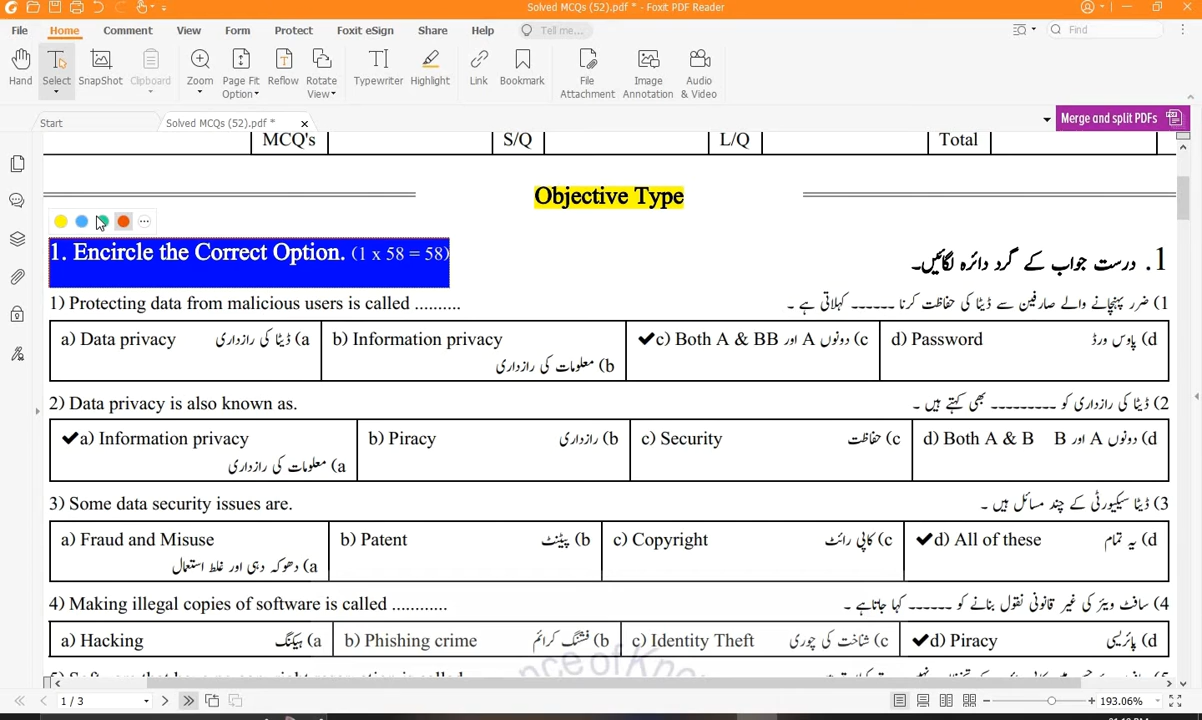 Solved MCQs (52).pdf * - Foxit PDF Reader
File Home Comment View Form Protect Foxit eSign Share Help Tell me... Find
Hand Select SnapShot Clipboard Zoom Page Fit Option Reflow Rotate View Typewriter Highlight Link Bookmark File Attachment Image Annotation Audio & Video
Start Solved MCQs (52).pdf * Merge and split PDFs
MCQ's S/Q L/Q Total
Objective Type
1. Encircle the Correct Option. (1 x 58 = 58) 1. درست جواب کے گرد دائرہ لگائیں۔
1) Protecting data from malicious users is called .......... 1) ضرر پہنچانے والے صارفین سے ڈیٹا کی حفاظت کرنا ______ کہلاتی ہے ۔
a) Data privacy a) ڈیٹا کی رازداری b) Information privacy ✔c) Both A & B c) دونوں A اور B d) Password d) پاوس ورڈ
b) معلومات کی رازداری
2) Data privacy is also known as. 2) ڈیٹا کی رازداری کو _________ بھی کہتے ہیں ۔
✔a) Information privacy b) Piracy b) رازداری c) Security c) حفاظت d) Both A & B d) دونوں A اور B
a) معلومات کی رازداری
3) Some data security issues are. 3) ڈیٹا سیکیورٹی کے چند مسائل ہیں ۔
a) Fraud and Misuse b) Patent b) پیٹنٹ c) Copyright c) کاپی رائٹ ✔d) All of these d) یہ تمام
a) دھوکہ دہی اور غلط استعمال
4) Making illegal copies of software is called ............ 4) سافٹ ویئر کی غیر قانونی نقول بنانے کو ______ کہا جاتاہے ۔
a) Hacking a) ہیکنگ b) Phishing crime b) فشنگ کرائم c) Identity Theft c) شناخت کی چوری ✔d) Piracy d) پائریسی
1 / 3 193.06%